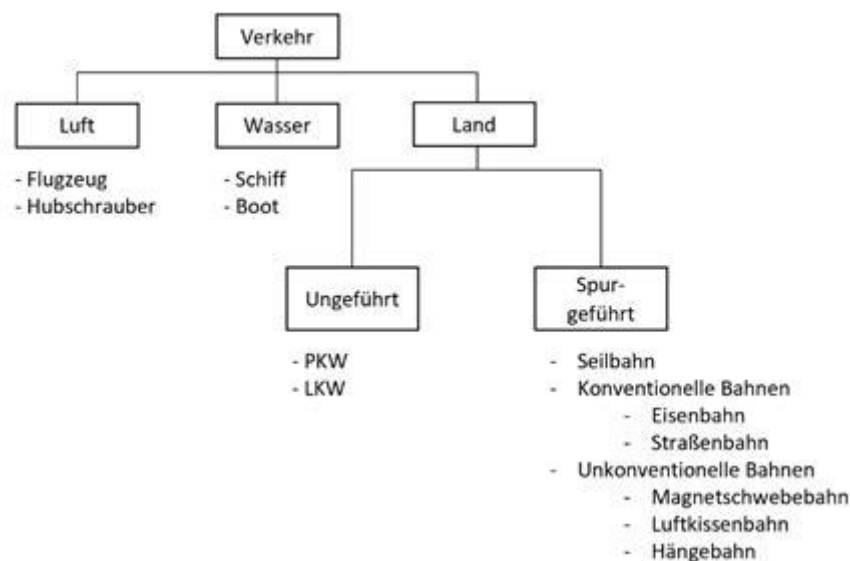 Verkehr
Luft
Wasser
Land
- Flugzeug
- Hubschrauber
- Schiff
- Boot
Ungeführt
Spur-
geführt
- PKW
- LKW
- Seilbahn
- Konventionelle Bahnen
- Eisenbahn
- Straßenbahn
- Unkonventionelle Bahnen
- Magnetschwebebahn
- Luftkissenbahn
- Hängebahn